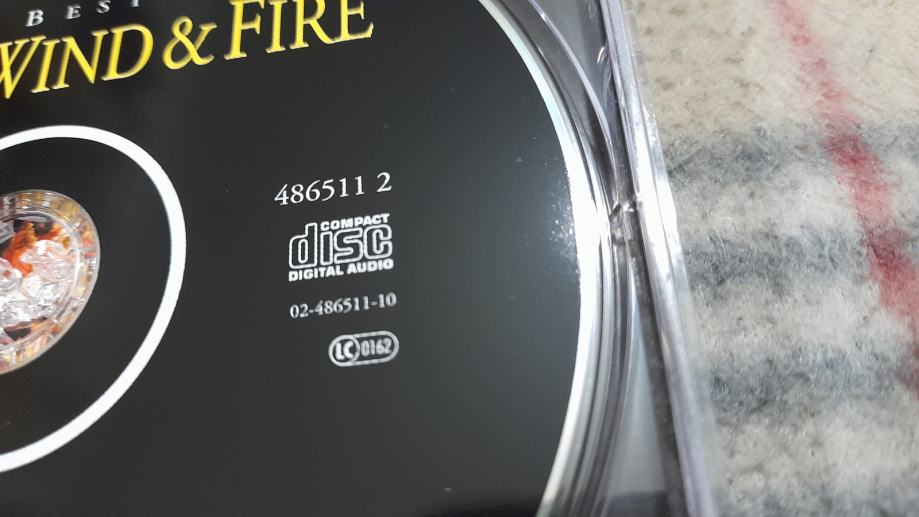 BEST
WIND & FIRE
486511 2
COMPACT
disc
DIGITAL AUDIO
02-486511-10
LC 0162